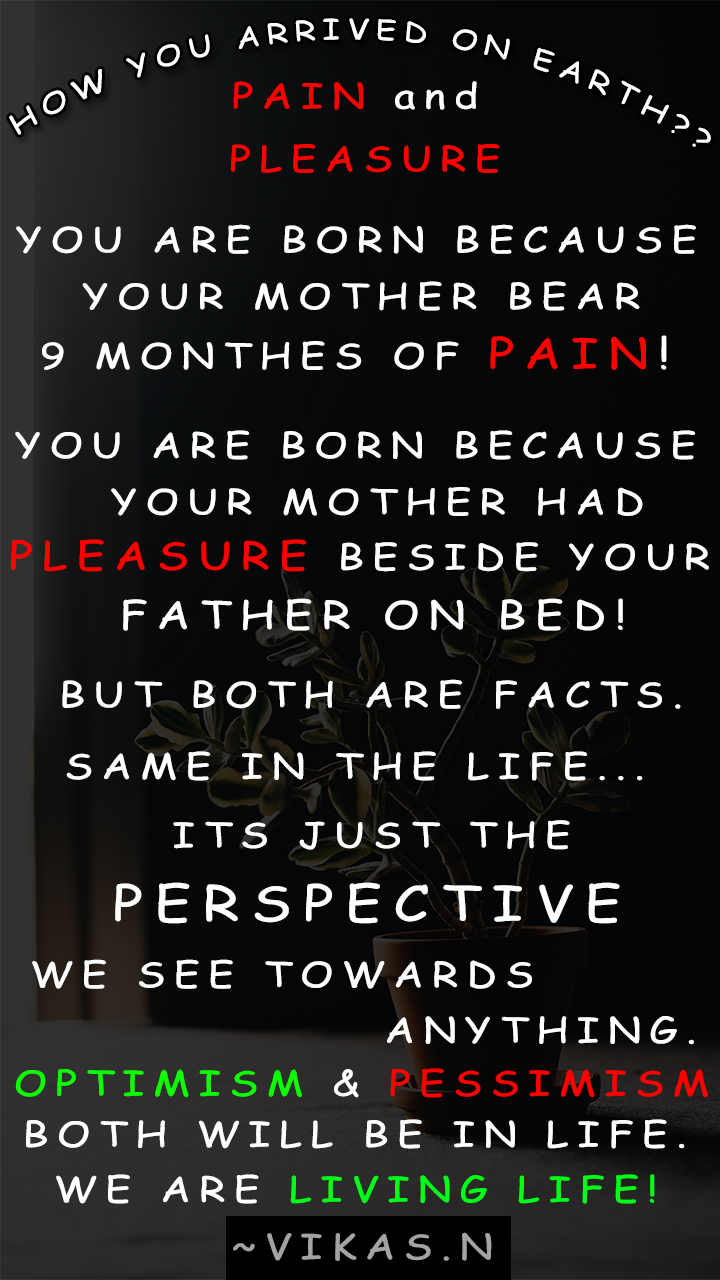 HOW YOU ARRIVED ON EARTH??
PAIN and
PLEASURE
YOU ARE BORN BECAUSE
YOUR MOTHER BEAR
9 MONTHES OF PAIN!
YOU ARE BORN BECAUSE
YOUR MOTHER HAD
PLEASURE BESIDE YOUR
FATHER ON BED!
BUT BOTH ARE FACTS.
SAME IN THE LIFE...
ITS JUST THE
PERSPECTIVE
WE SEE TOWARDS
ANYTHING.
OPTIMISM & PESSIMISM
BOTH WILL BE IN LIFE.
WE ARE LIVING LIFE!
~VIKAS.N